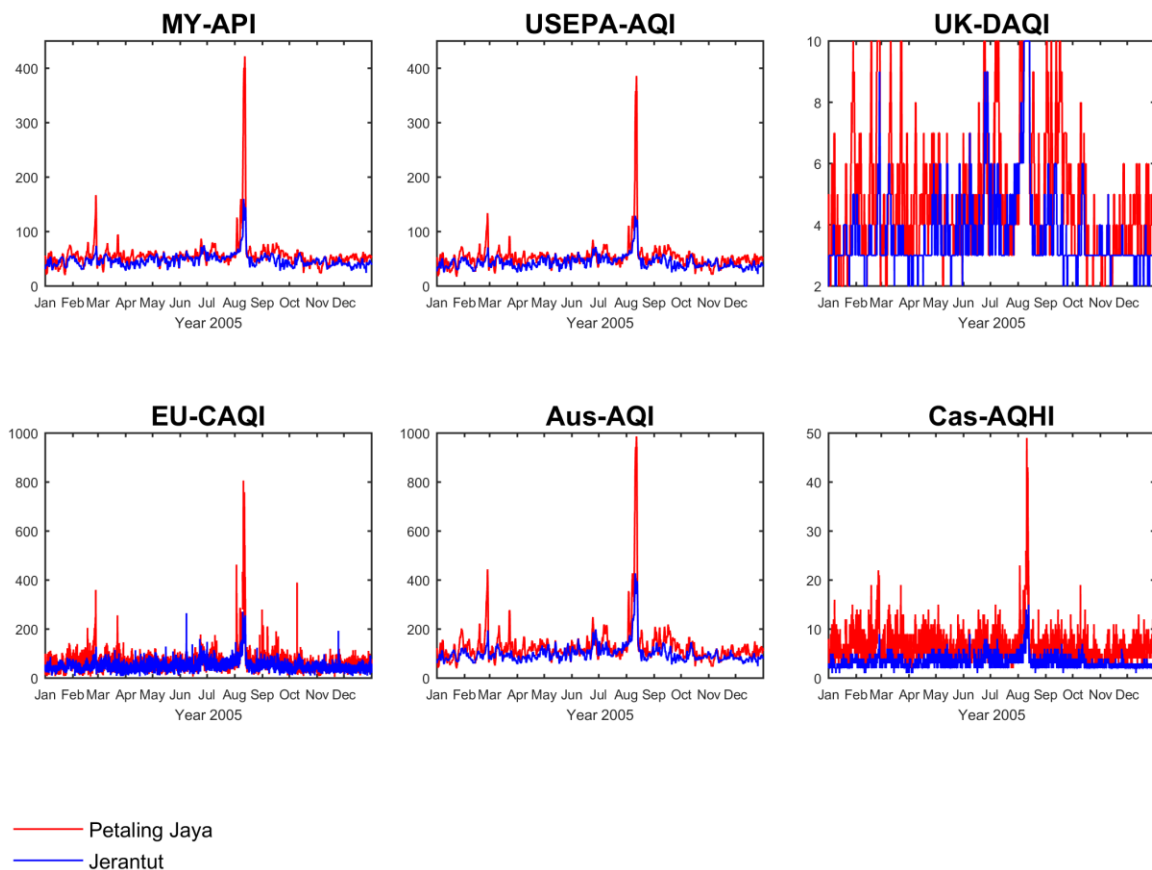 MY-API
400
300
200
100
0
Jan Feb Mar Apr May Jun Jul Aug Sep Oct Nov Dec
Year 2005
USEPA-AQI
400
300
200
100
0
Jan Feb Mar Apr May Jun Jul Aug Sep Oct Nov Dec
Year 2005
UK-DAQI
10
8
6
4
2
Jan Feb Mar Apr May Jun Jul Aug Sep Oct Nov Dec
Year 2005
EU-CAQI
1000
800
600
400
200
0
Jan Feb Mar Apr May Jun Jul Aug Sep Oct Nov Dec
Year 2005
Aus-AQI
1000
800
600
400
200
0
Jan Feb Mar Apr May Jun Jul Aug Sep Oct Nov Dec
Year 2005
Cas-AQHI
50
40
30
20
10
0
Jan Feb Mar Apr May Jun Jul Aug Sep Oct Nov Dec
Year 2005
Petaling Jaya
Jerantut